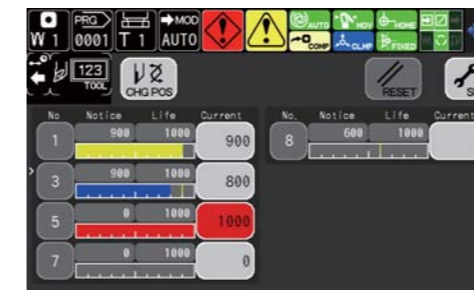 W 1
PRG
0001
T 1
MOD
AUTO
AUTO
MOV
HOME
COMP
CLMP
FIXED
123
TOOL
CHG POS
RESET
No Notice Life Current
1 900 1000 900
3 900 1000 800
5 0 1000 1000
7 0 1000 0
No. Notice Life Current
8 600 1000